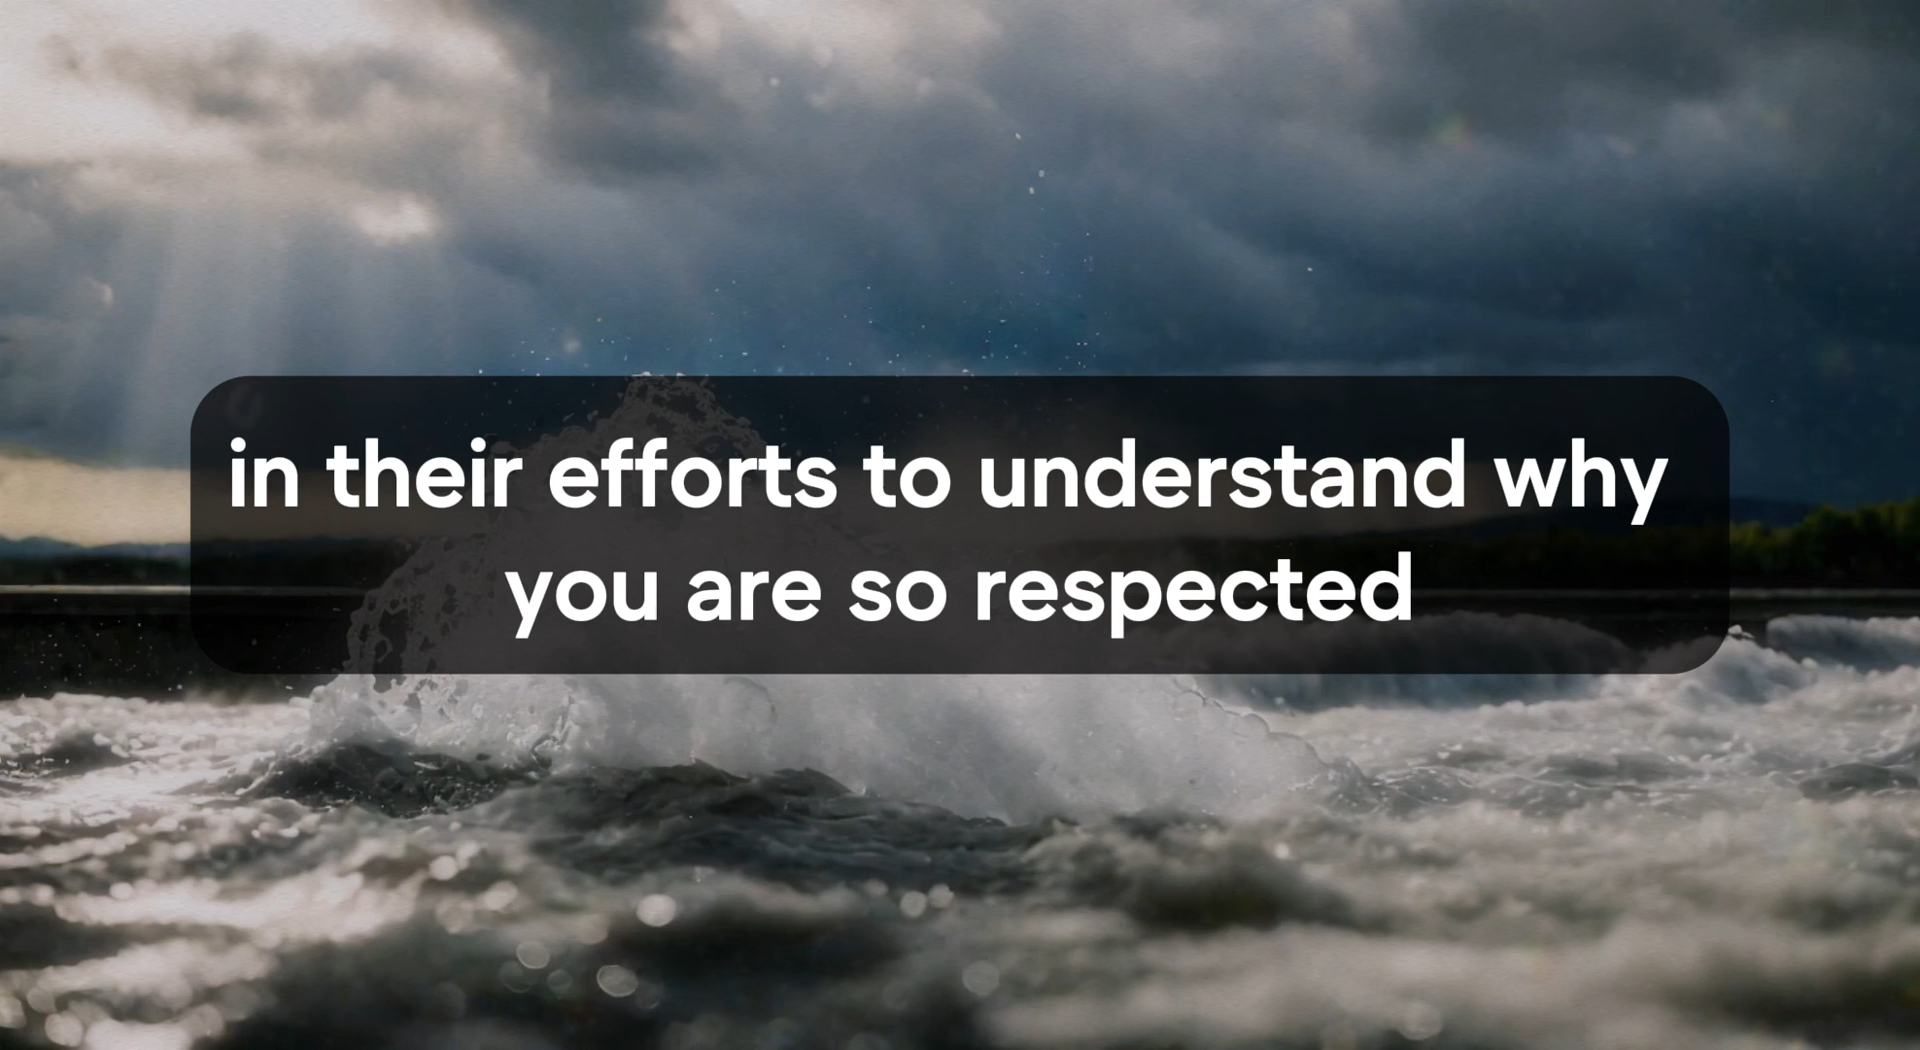 in their efforts to understand why
you are so respected